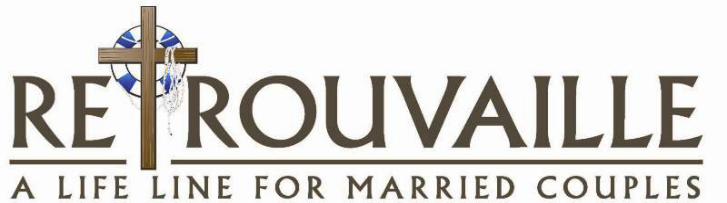 RETROUVAILLE
A LIFE LINE FOR MARRIED COUPLES